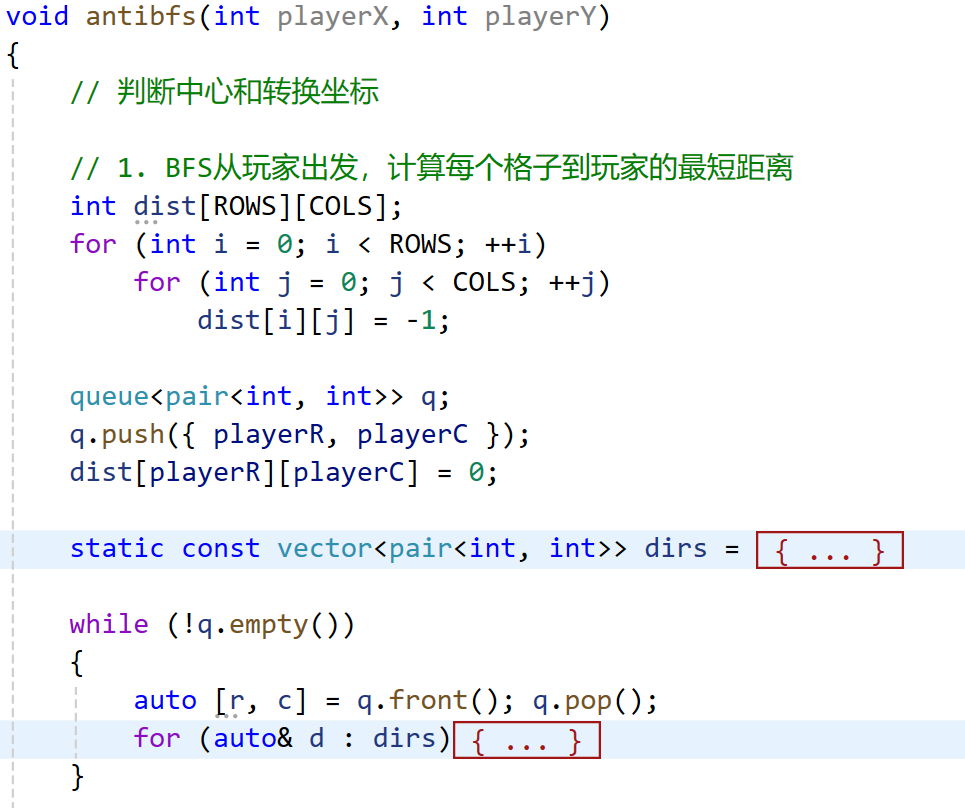 void antibfs(int playerX, int playerY)
{
    // 判断中心和转换坐标

    // 1. BFS从玩家出发，计算每个格子到玩家的最短距离
    int dist[ROWS][COLS];
    for (int i = 0; i < ROWS; ++i)
        for (int j = 0; j < COLS; ++j)
            dist[i][j] = -1;

    queue<pair<int, int>> q;
    q.push({ playerR, playerC });
    dist[playerR][playerC] = 0;

    static const vector<pair<int, int>> dirs = { ... }

    while (!q.empty())
    {
        auto [r, c] = q.front(); q.pop();
        for (auto& d : dirs){ ... }
    }